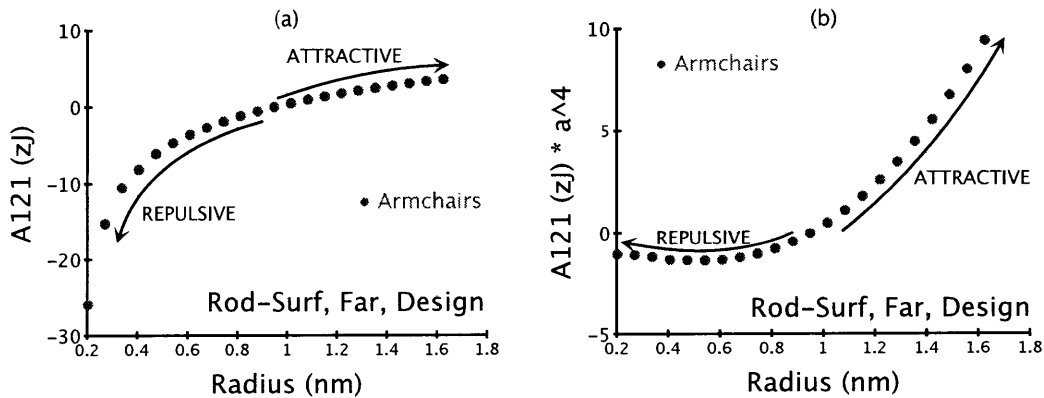 (a)
10
0
-10
-20
-30
A121 (zJ)
ATTRACTIVE
REPULSIVE
Armchairs
Rod-Surf, Far, Design
0.2 0.4 0.6 0.8 1 1.2 1.4 1.6 1.8
Radius (nm)
(b)
10
5
0
-5
A121 (zJ) * a^4
Armchairs
ATTRACTIVE
REPULSIVE
Rod-Surf, Far, Design
0.2 0.4 0.6 0.8 1 1.2 1.4 1.6 1.8
Radius (nm)